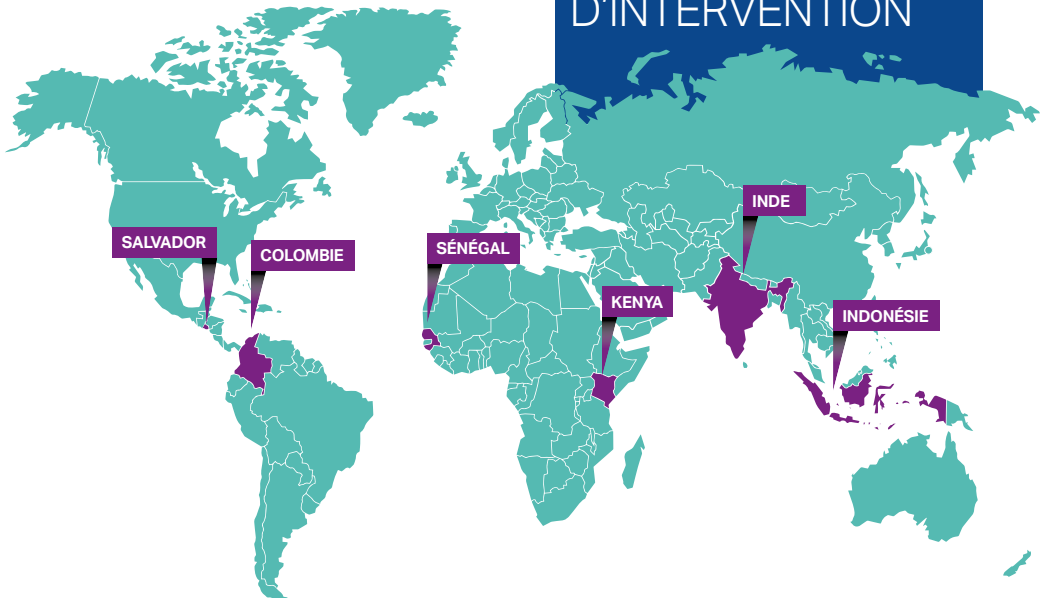 D'INTERVENTION
INDE
SALVADOR
COLOMBIE
SÉNÉGAL
KENYA
INDONÉSIE